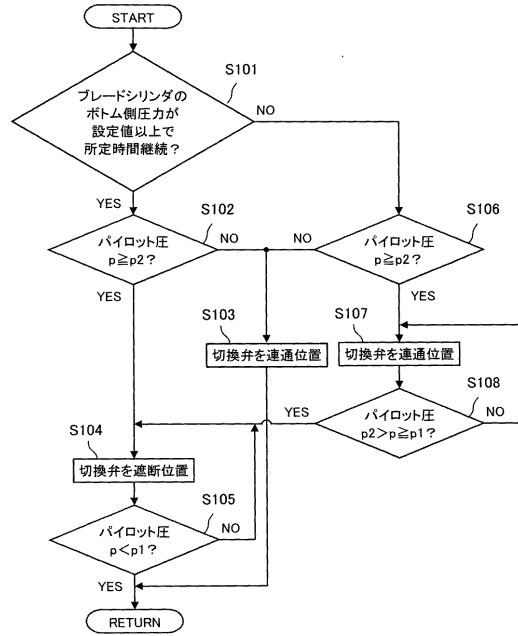 START
S101
ブレードシリンダの
ボトム側圧力が
設定値以上で
所定時間継続？
NO
YES
S102
パイロット圧
p≧p2？
NO
YES
S106
パイロット圧
p≧p2？
NO
YES
S103
切換弁を連通位置
S107
切換弁を連通位置
S108
パイロット圧
p2＞p≧p1？
YES
NO
S104
切換弁を遮断位置
S105
パイロット圧
p＜p1？
NO
YES
RETURN